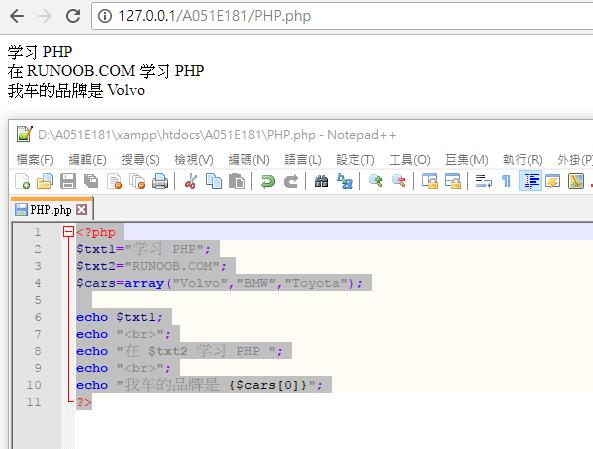 127.0.0.1/A051E181/PHP.php
学习 PHP
在 RUNOOB.COM 学习 PHP
我车的品牌是 Volvo
D:\A051E181\xampp\htdocs\A051E181\PHP.php - Notepad++
檔案(F) 編輯(E) 搜尋(S) 檢視(V) 編碼(N) 語言(L) 設定(T) 工具(O) 巨集(M) 執行(R) 外掛(P)
PHP.php
1 <?php
2 $txt1="学习 PHP";
3 $txt2="RUNOOB.COM";
4 $cars=array("Volvo","BMW","Toyota");
5
6 echo $txt1;
7 echo "<br>";
8 echo "在 $txt2 学习 PHP ";
9 echo "<br>";
10 echo "我车的品牌是 {$cars[0]}";
11 ?>